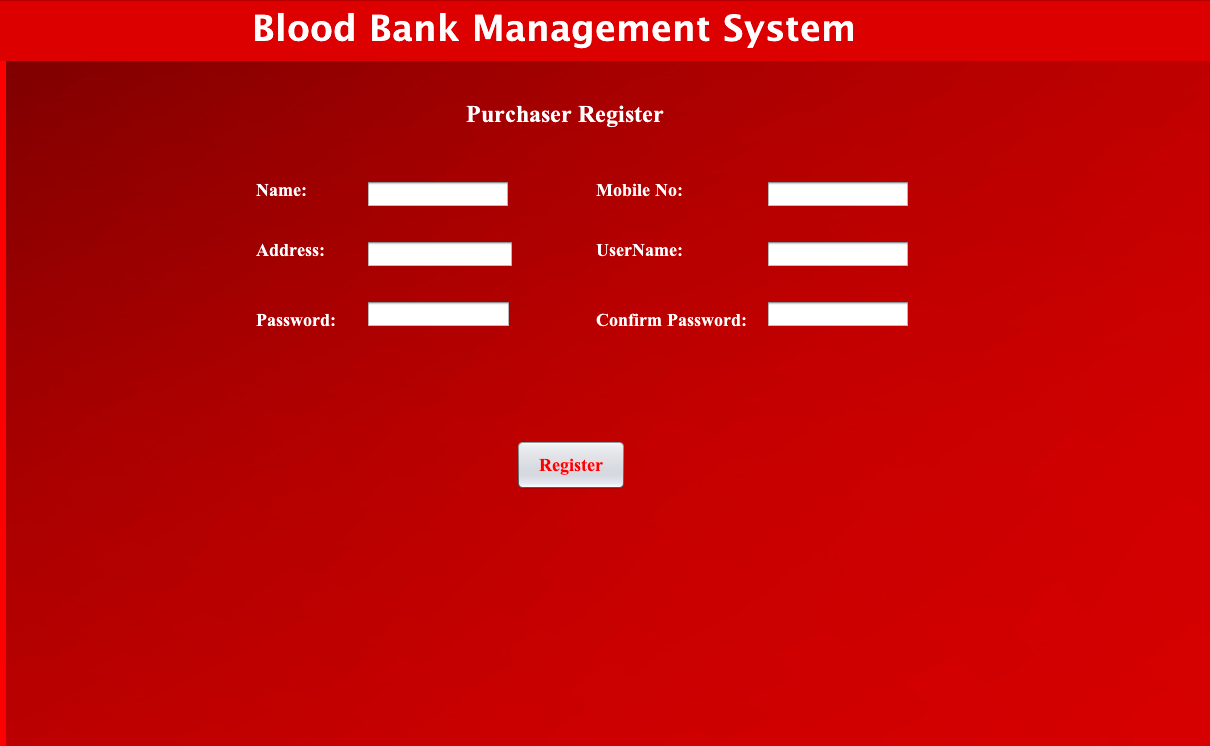 Blood Bank Management System
Purchaser Register
Name: Mobile No:
Address: UserName:
Password: Confirm Password:
Register